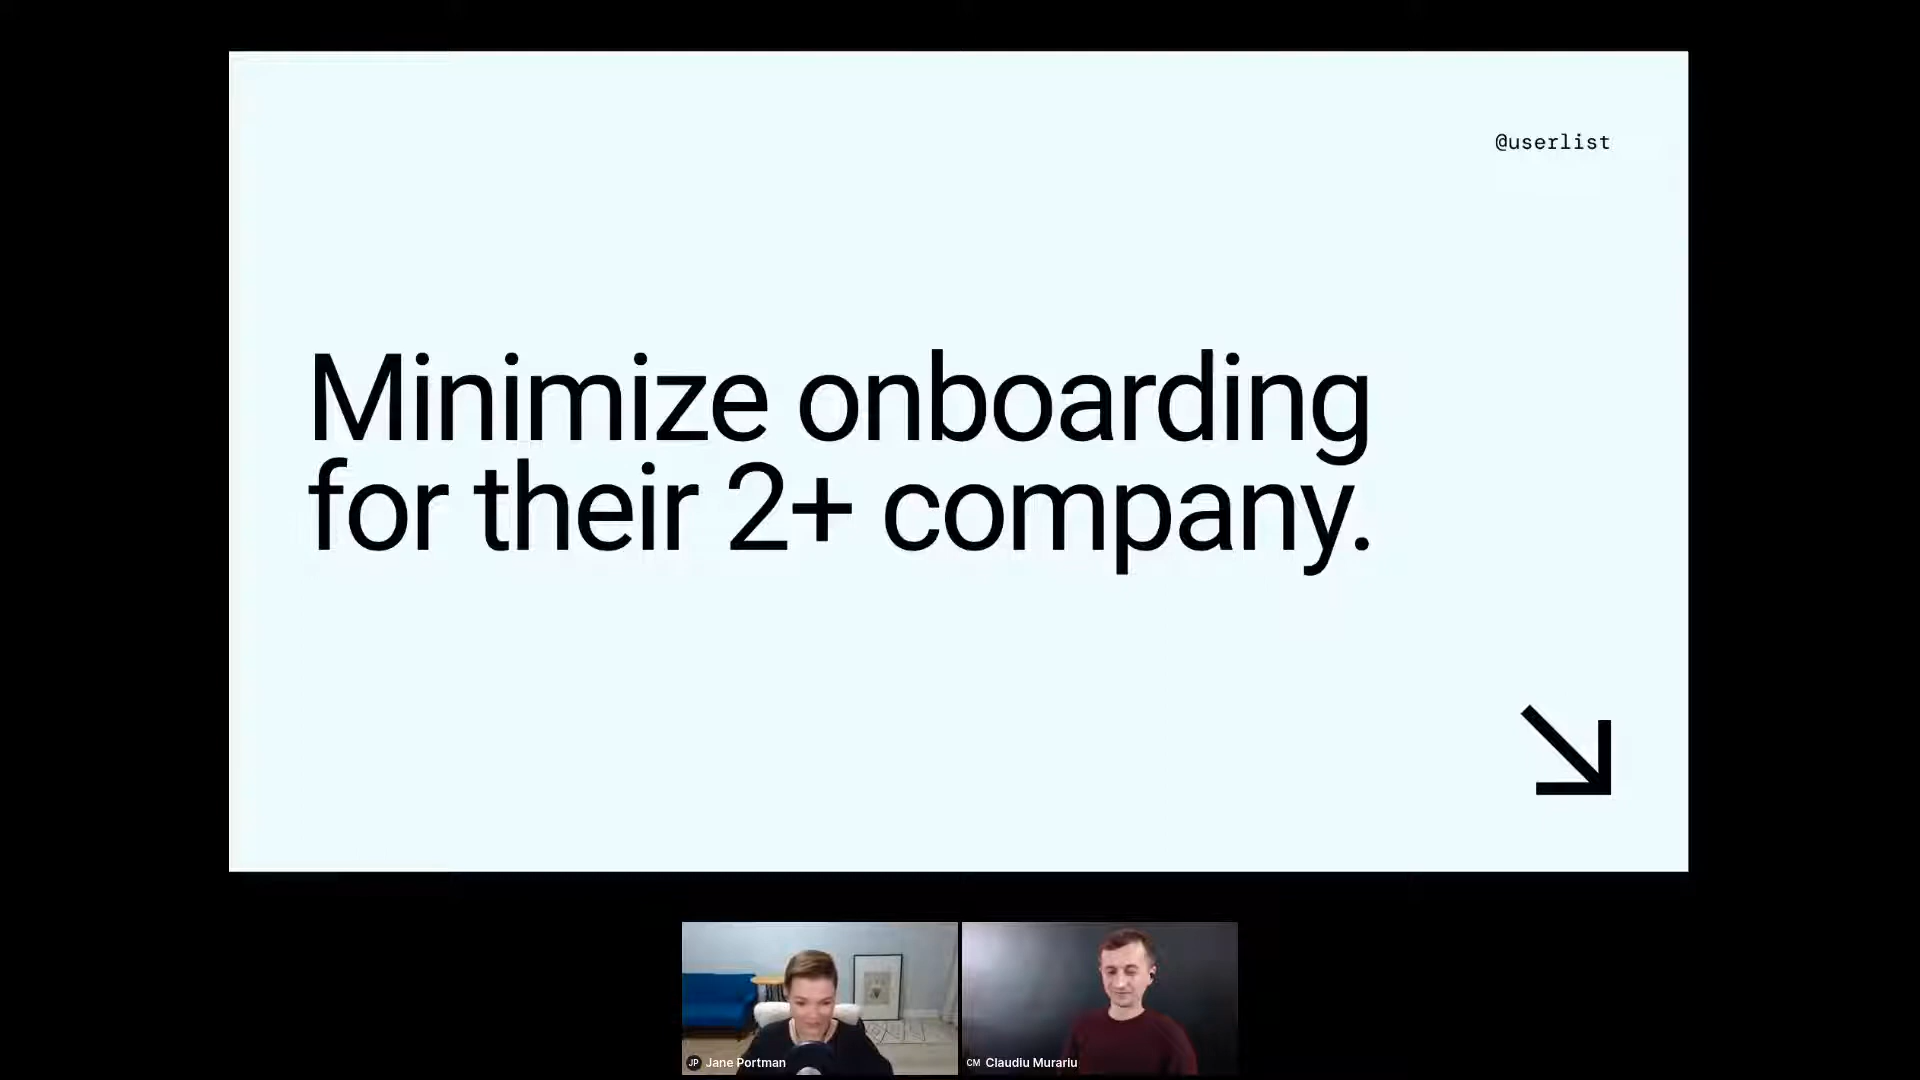 @userlist
Minimize onboarding
for their 2+ company.
JP Jane Portman
CM Claudiu Murariu